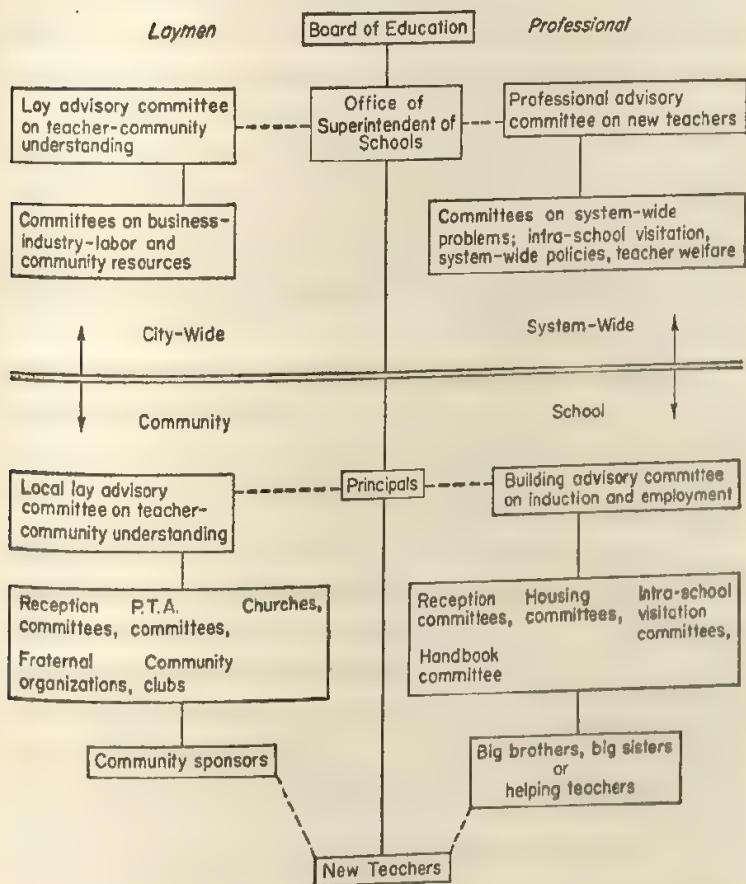 Laymen
Board of Education
Professional
Lay advisory committee
on teacher-community
understanding
Office of
Superintendent of
Schools
Professional advisory
committee on new teachers
Committees on business-
industry-labor and
community resources
Committees on system-wide
problems; intra-school visitation,
system-wide policies, teacher welfare
City-Wide
System-Wide
Community
School
Local lay advisory
committee on teacher-
community understanding
Principals
Building advisory committee
on induction and employment
Reception P.T.A. Churches,
committees, committees,
Fraternal Community
organizations, clubs
Reception Housing Intra-school
committees, committees, visitation
committees,
Handbook
committee
Community sponsors
Big brothers, big sisters
or
helping teachers
New Teachers